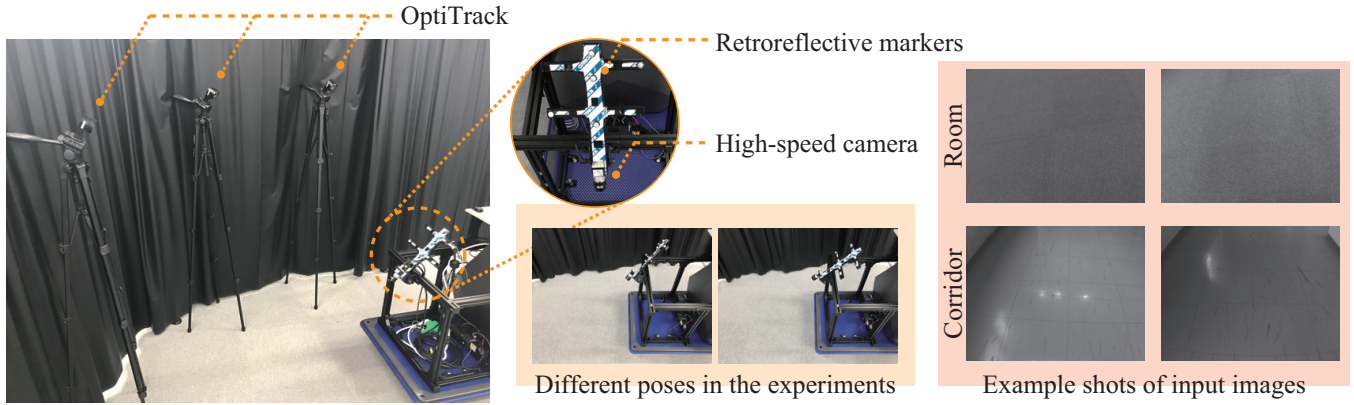 OptiTrack
Retroreflective markers
High-speed camera
Different poses in the experiments
Room
Corridor
Example shots of input images